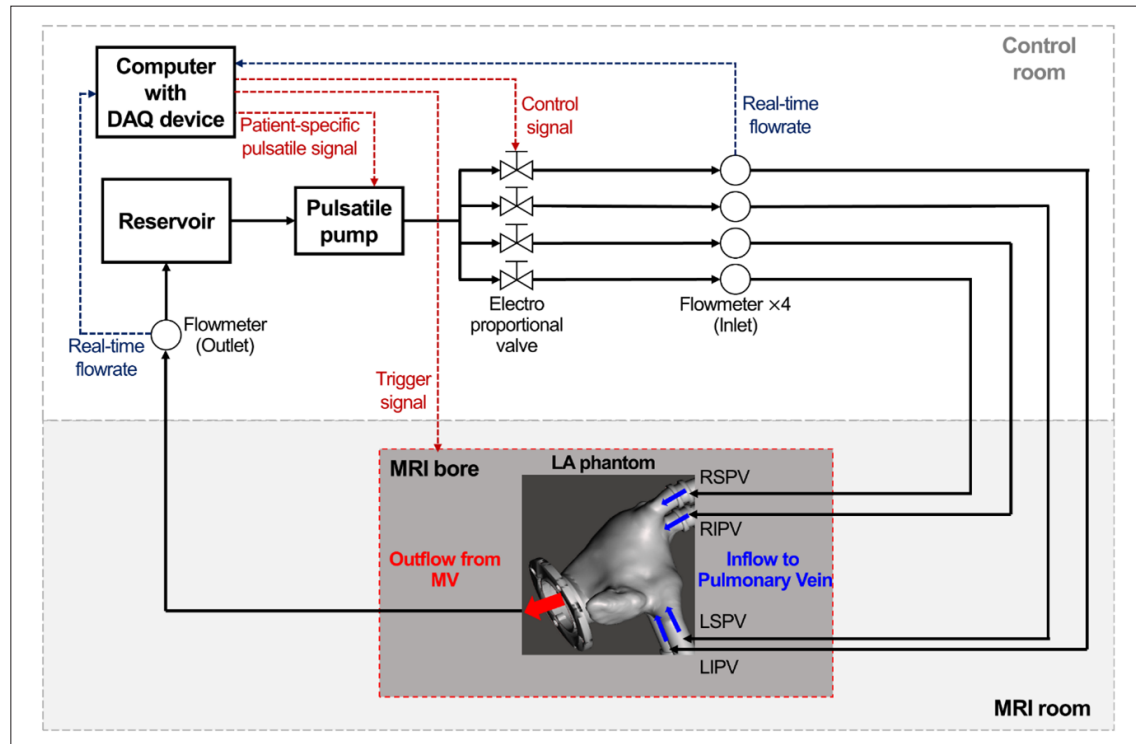 Control
room
Computer
with
DAQ device
Control
signal
Real-time
flowrate
Patient-specific
pulsatile signal
Reservoir
Pulsatile
pump
Electro
proportional
valve
Flowmeter ×4
(Inlet)
Flowmeter
(Outlet)
Real-time
flowrate
Trigger
signal
MRI bore
LA phantom
RSPV
RIPV
Outflow from
MV
Inflow to
Pulmonary Vein
LSPV
LIPV
MRI room